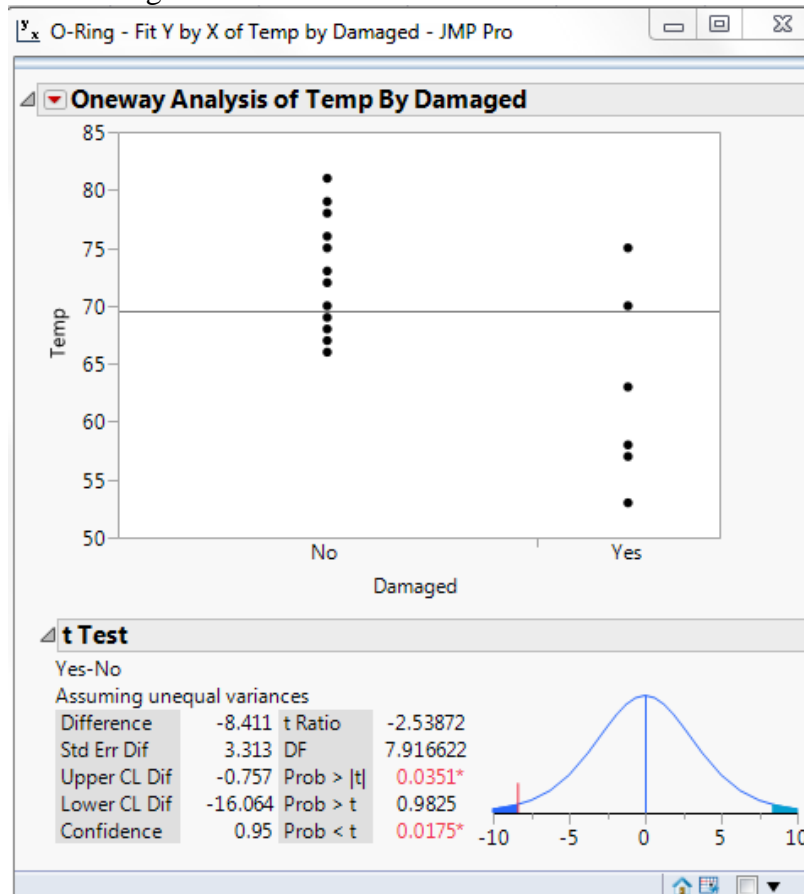 O-Ring - Fit Y by X of Temp by Damaged - JMP Pro
Oneway Analysis of Temp By Damaged
85
80
75
70
65
60
55
50
Temp
No Yes
Damaged
t Test
Yes-No
Assuming unequal variances
Difference -8.411 t Ratio -2.53872
Std Err Dif 3.313 DF 7.916622
Upper CL Dif -0.757 Prob > |t| 0.0351*
Lower CL Dif -16.064 Prob > t 0.9825
Confidence 0.95 Prob < t 0.0175*
-10 -5 0 5 10